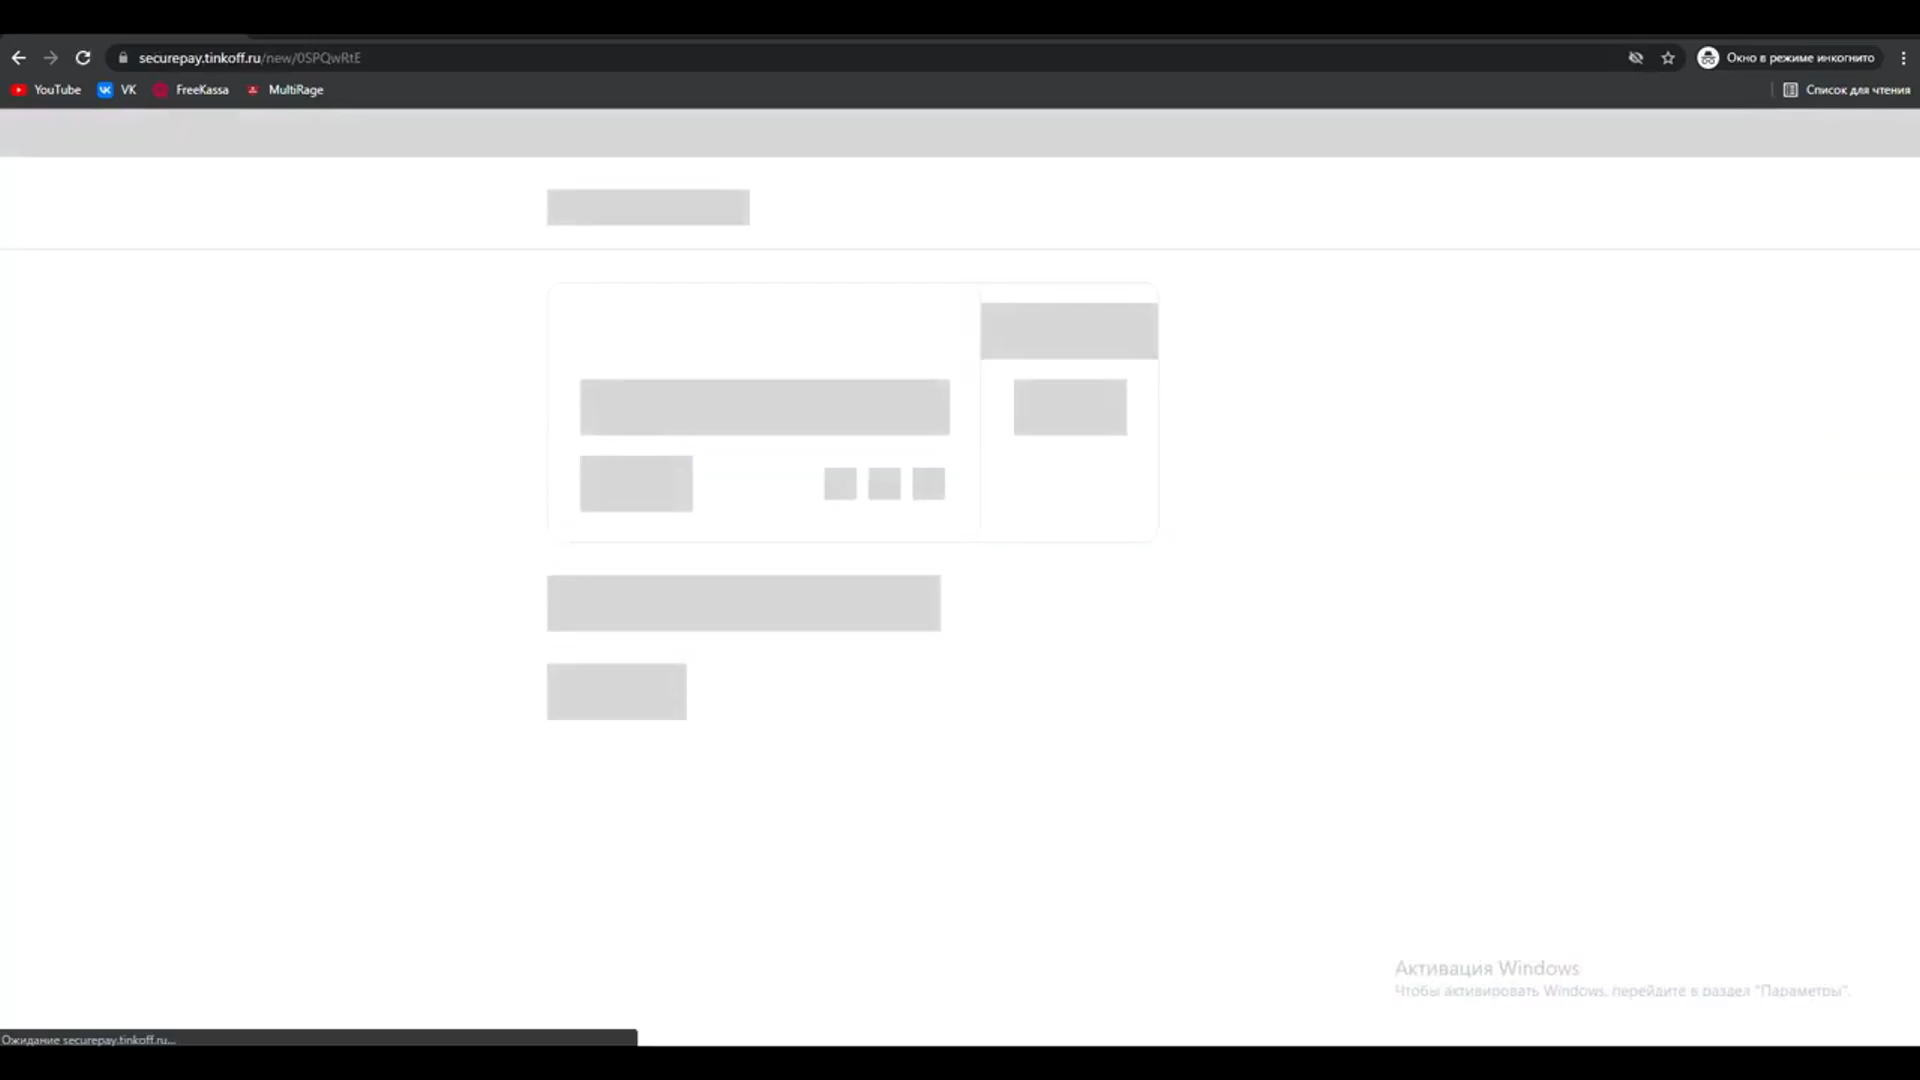 securepay.tinkoff.ru/new/0SPQwRtE
Окно в режиме инкогнито
YouTube
VK
FreeKassa
MultiRage
Список для чтения
Активация Windows
Чтобы активировать Windows, перейдите в раздел "Параметры".
Ожидание securepay.tinkoff.ru...